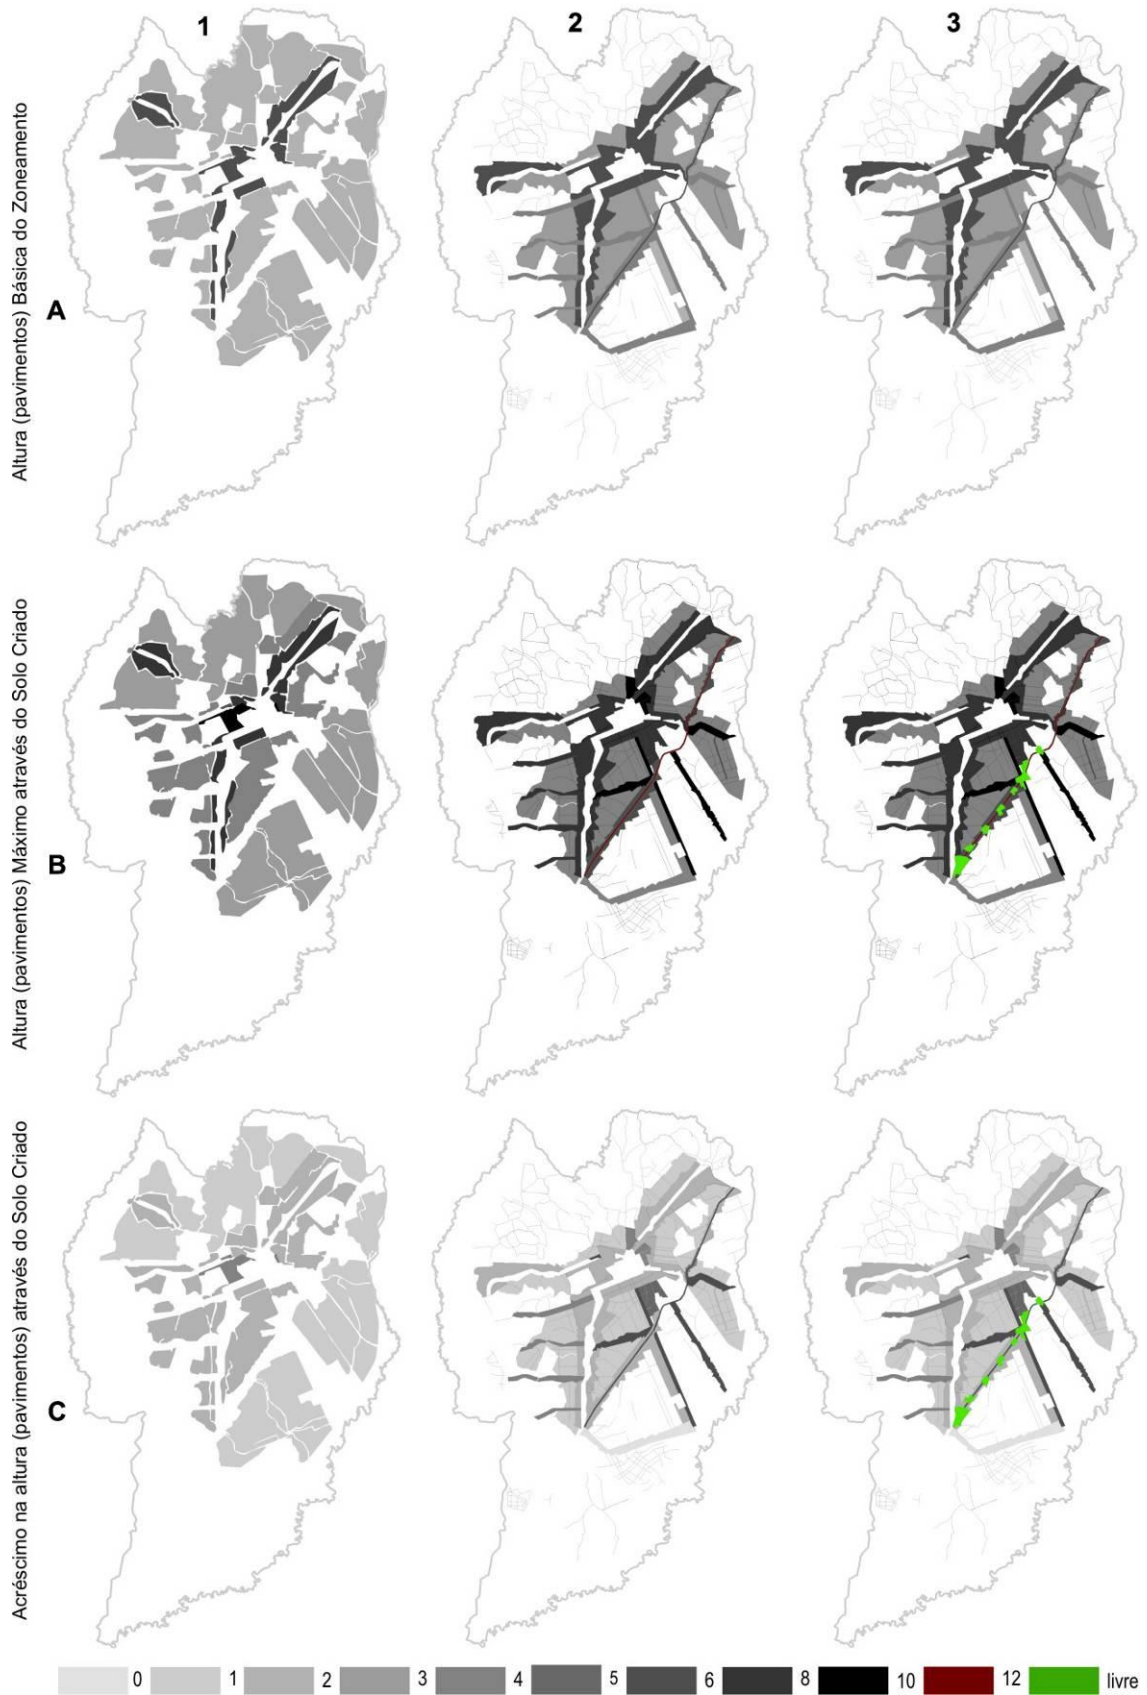 1
2
3
Altura (pavimentos) Básica do Zoneamento
A
Altura (pavimentos) Máximo através do Solo Criado
B
Acréscimo na altura (pavimentos) através do Solo Criado
C
0 1 2 3 4 5 6 8 10 12 livre